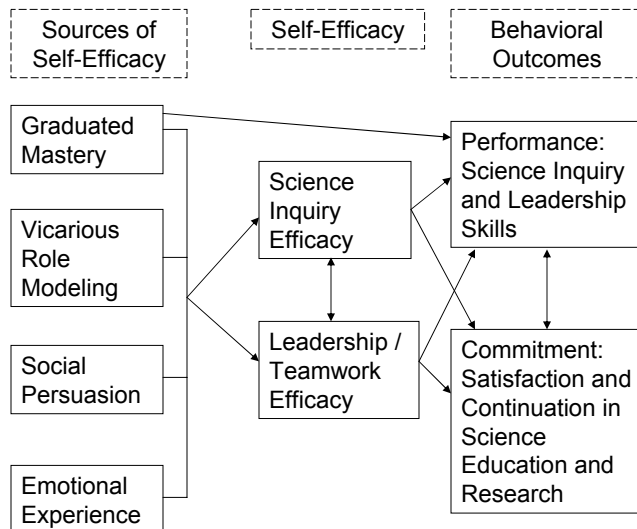 Sources of
Self-Efficacy
Self-Efficacy
Behavioral
Outcomes
Graduated
Mastery
Vicarious
Role
Modeling
Social
Persuasion
Emotional
Experience
Science
Inquiry
Efficacy
Leadership /
Teamwork
Efficacy
Performance:
Science Inquiry
and Leadership
Skills
Commitment:
Satisfaction and
Continuation in
Science
Education and
Research